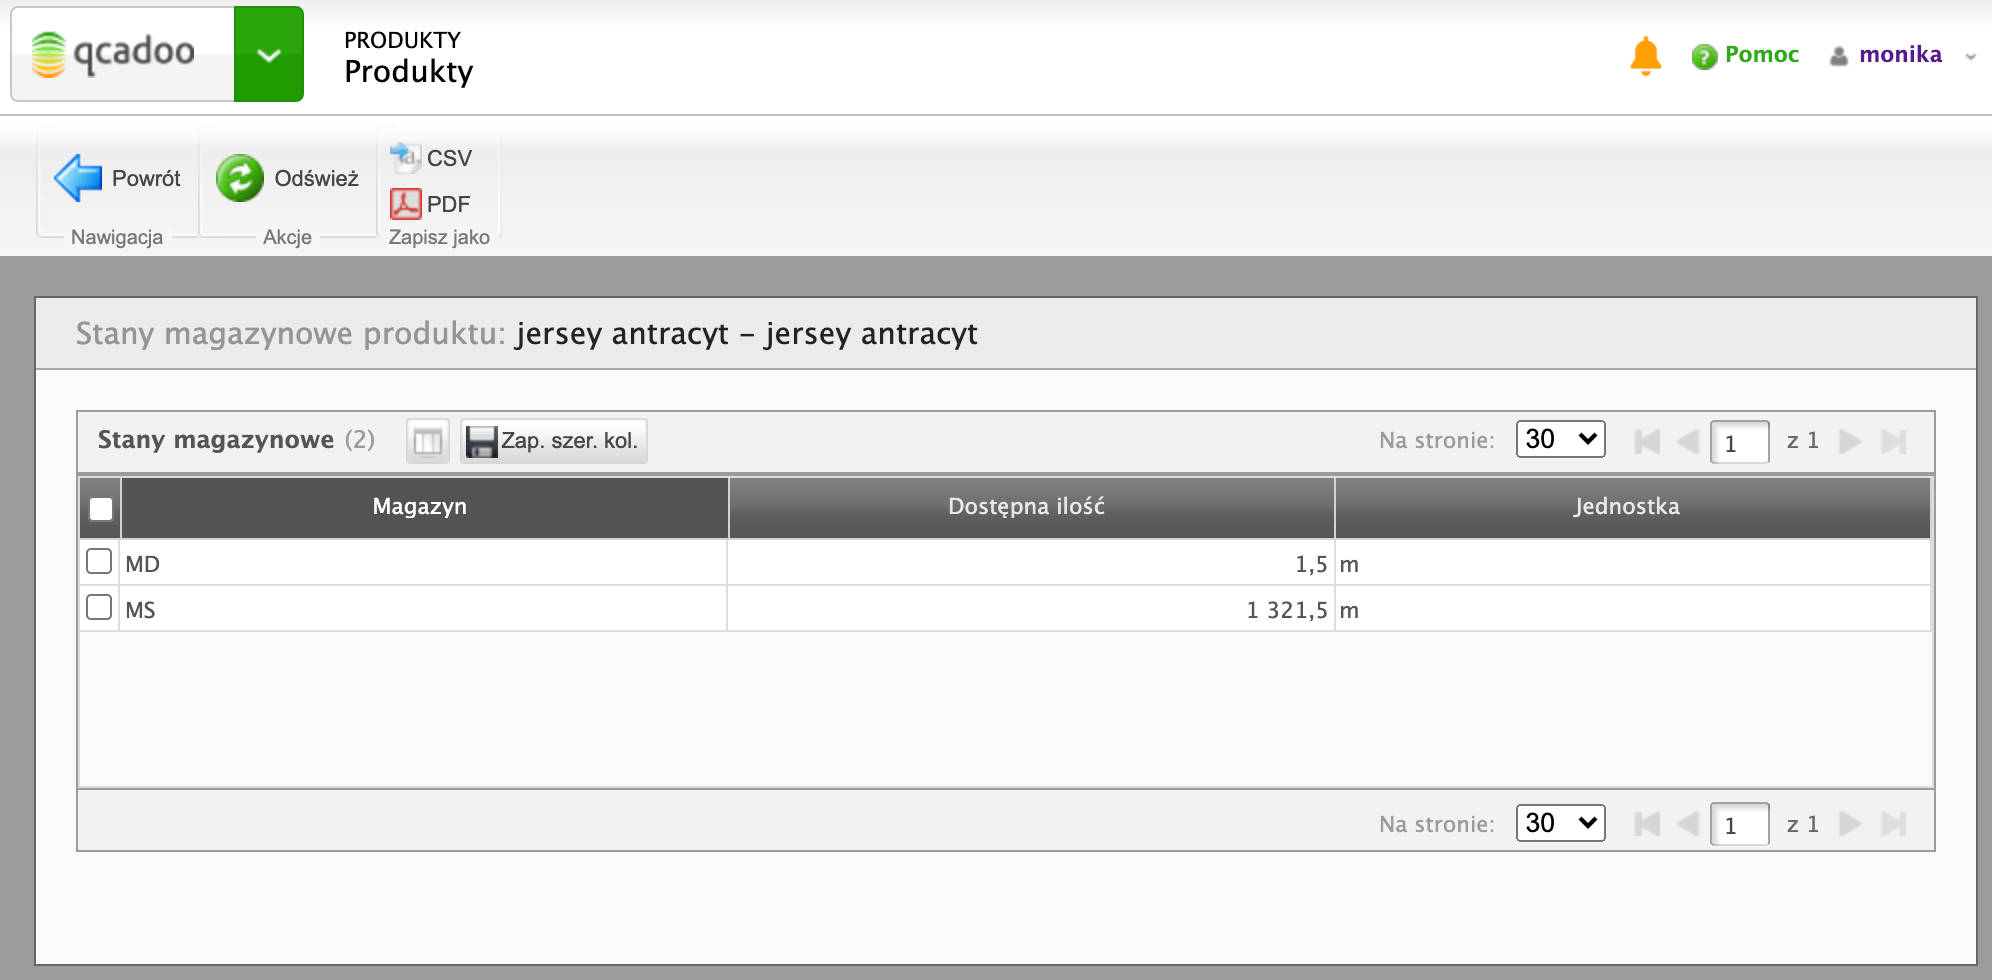 qcadoo
PRODUKTY
Produkty
Pomoc
monika
Powrót
Nawigacja
Odśwież
Akcje
CSV
PDF
Zapisz jako
Stany magazynowe produktu: jersey antracyt - jersey antracyt
Stany magazynowe (2) Zap. szer. kol. Na stronie: 30 1 z 1
Magazyn Dostępna ilość Jednostka
MD 1,5 m
MS 1 321,5 m
Na stronie: 30 1 z 1